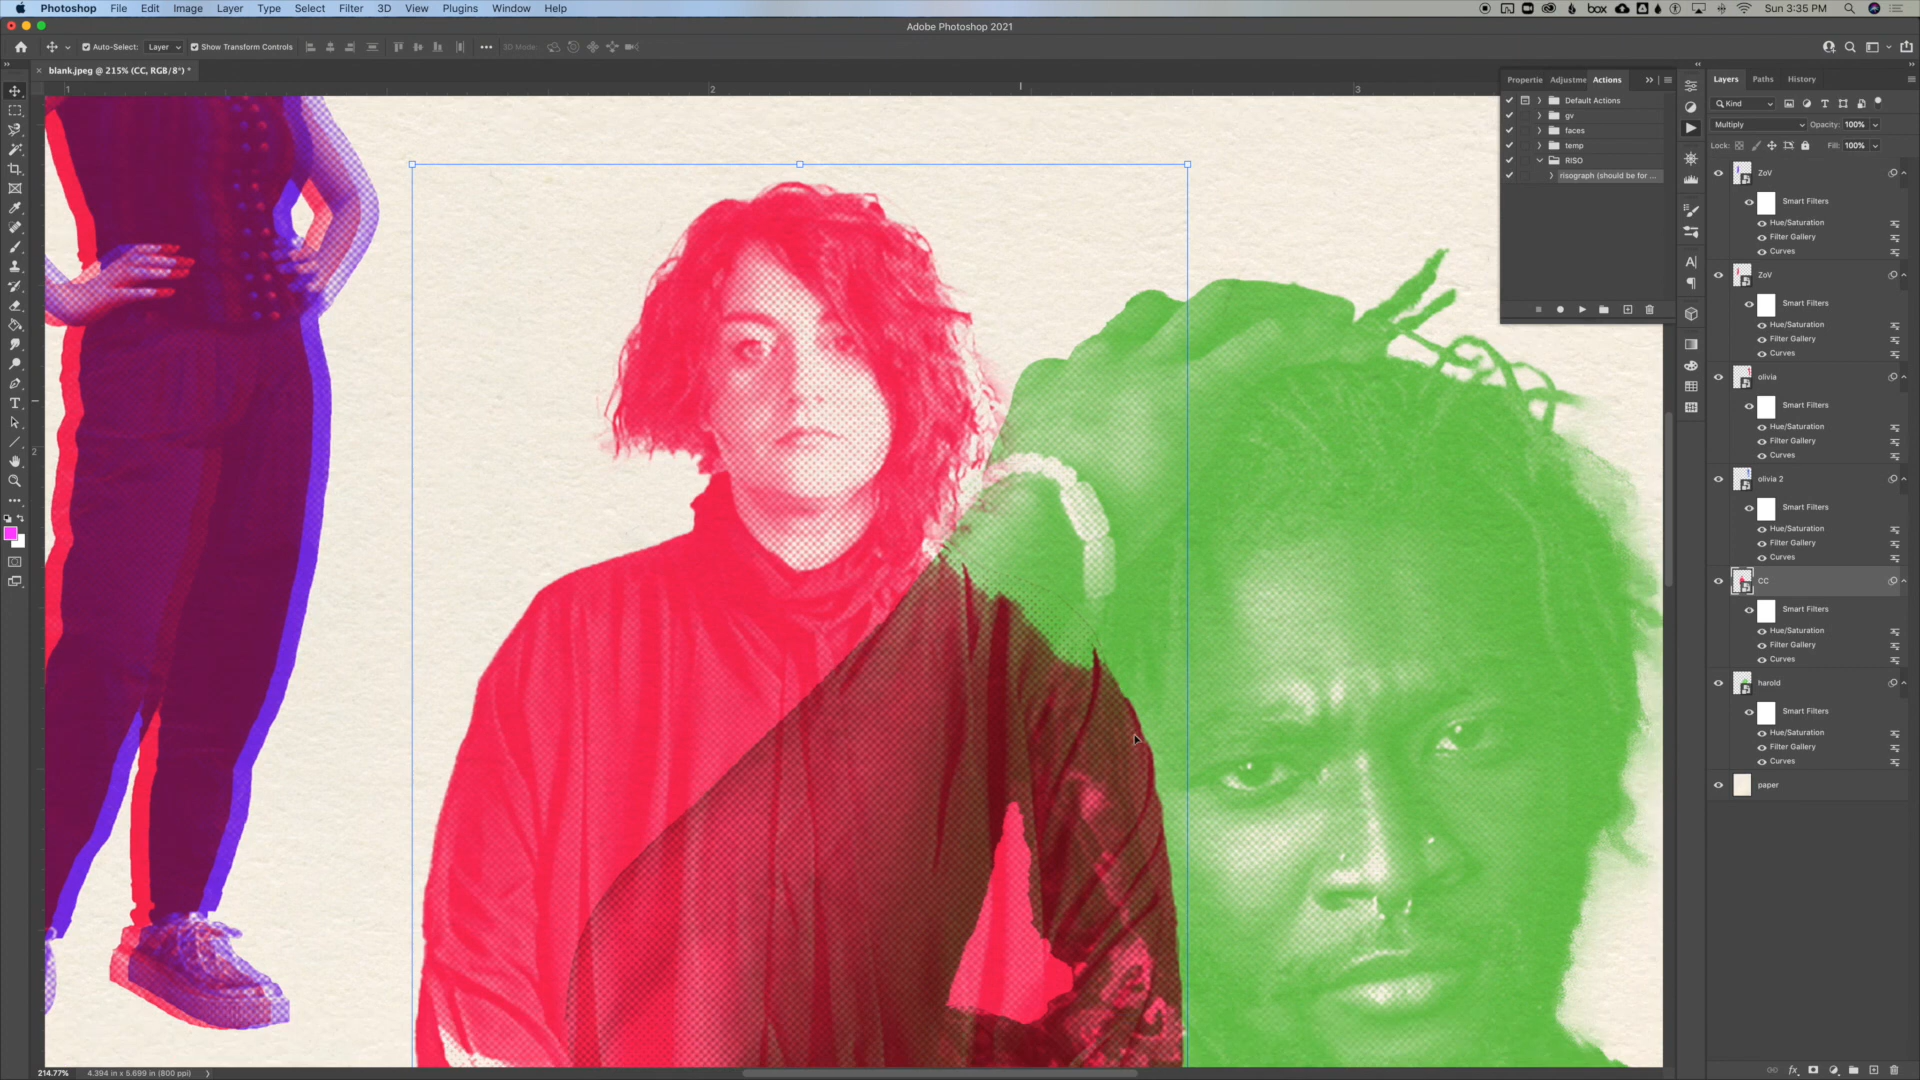 Photoshop File Edit Image Layer Type Select Filter 3D View Plugins Window Help
box Sun 3:35 PM
Adobe Photoshop 2021
Auto-Select: Layer Show Transform Controls 3D Mode:
blank.jpeg @ 215% (CC, RGB/8*) *
1 2 3
2
Propertie Adjustme Actions
Default Actions
gv
faces
temp
RISO
risograph (should be for ...
Layers Paths History
Kind
Multiply Opacity: 100%
Lock: Fill: 100%
ZoV
Smart Filters
Hue/Saturation
Filter Gallery
Curves
ZoV
Smart Filters
Hue/Saturation
Filter Gallery
Curves
olivia
Smart Filters
Hue/Saturation
Filter Gallery
Curves
olivia 2
Smart Filters
Hue/Saturation
Filter Gallery
Curves
CC
Smart Filters
Hue/Saturation
Filter Gallery
Curves
harold
Smart Filters
Hue/Saturation
Filter Gallery
Curves
paper
214.77% 4.394 in x 5.699 in (800 ppi)